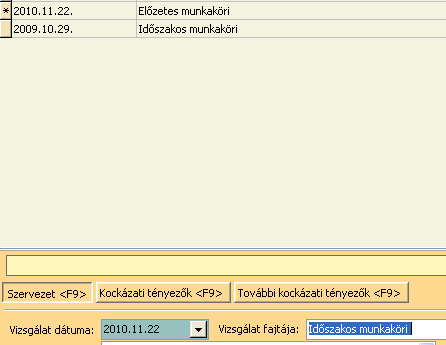 * 2010.11.22. Előzetes munkaköri
2009.10.29. Időszakos munkaköri
Szervezet <F9> Kockázati tényezők <F9> További kockázati tényezők <F9>
Vizsgálat dátuma: 2010.11.22 Vizsgálat fajtája: Időszakos munkaköri